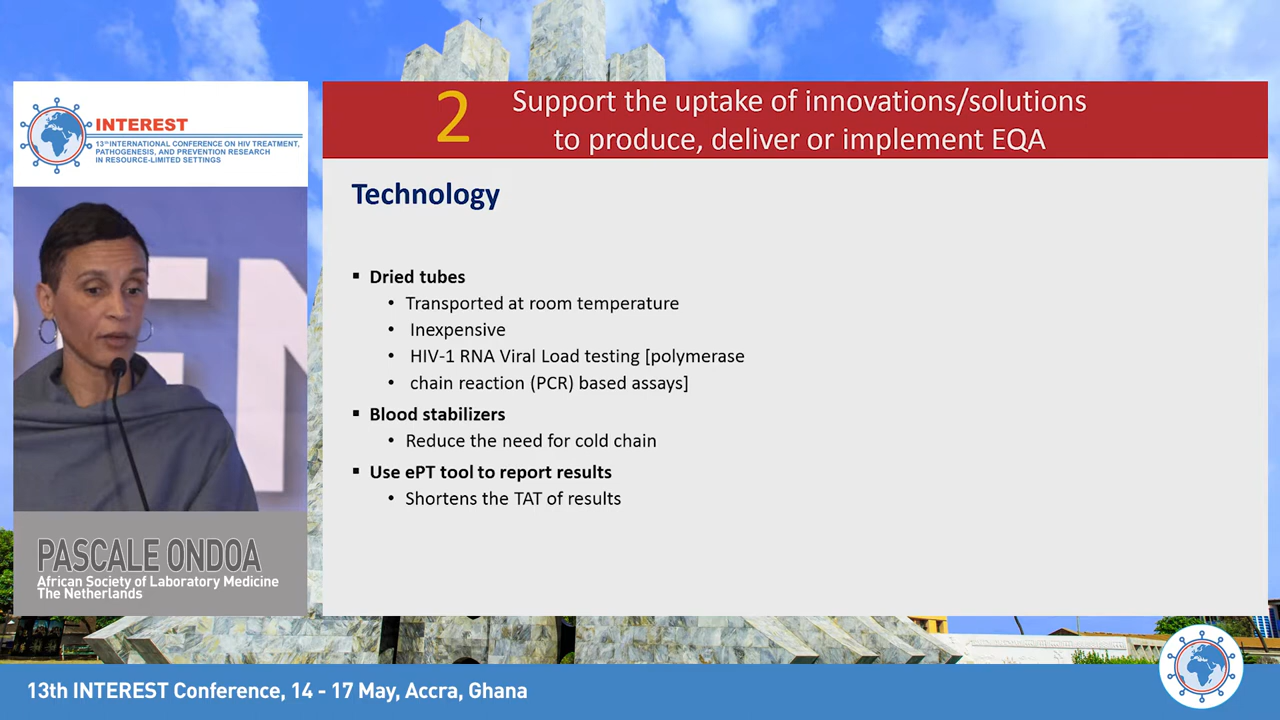 INTEREST
13th INTERNATIONAL CONFERENCE ON HIV TREATMENT,
PATHOGENESIS, AND PREVENTION RESEARCH
IN RESOURCE-LIMITED SETTINGS
EN
PASCALE ONDOA
African Society of Laboratory Medicine
The Netherlands
2
Support the uptake of innovations/solutions
to produce, deliver or implement EQA
Technology
▪ Dried tubes
• Transported at room temperature
• Inexpensive
• HIV-1 RNA Viral Load testing [polymerase
• chain reaction (PCR) based assays]
▪ Blood stabilizers
• Reduce the need for cold chain
▪ Use ePT tool to report results
• Shortens the TAT of results
13th INTEREST Conference, 14 - 17 May, Accra, Ghana